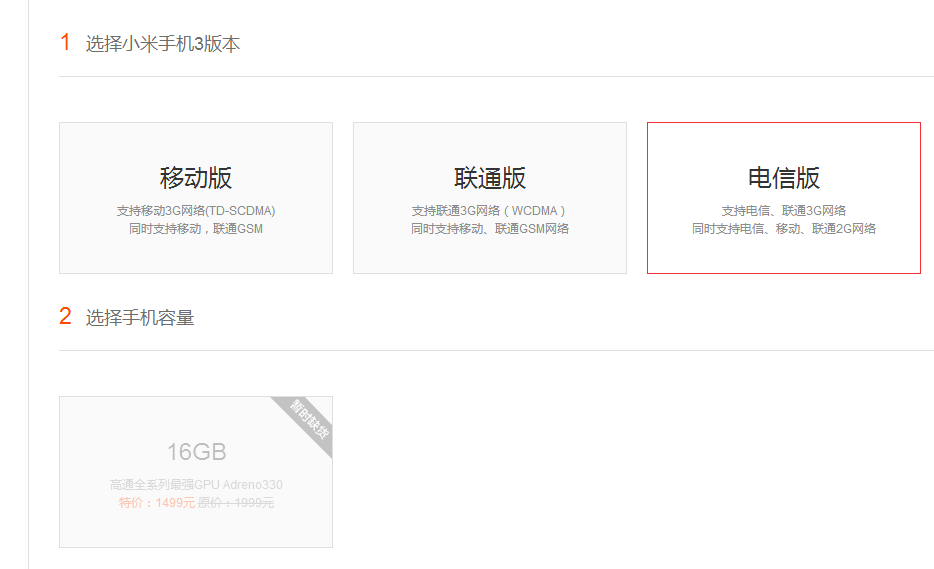 1 选择小米手机3版本
移动版
支持移动3G网络(TD-SCDMA)
同时支持移动，联通GSM
联通版
支持联通3G网络（WCDMA）
同时支持移动、联通GSM网络
电信版
支持电信、联通3G网络
同时支持电信、移动、联通2G网络
2 选择手机容量
暂时缺货
16GB
高通全系列最强GPU Adreno330
特价：1499元 原价：1999元